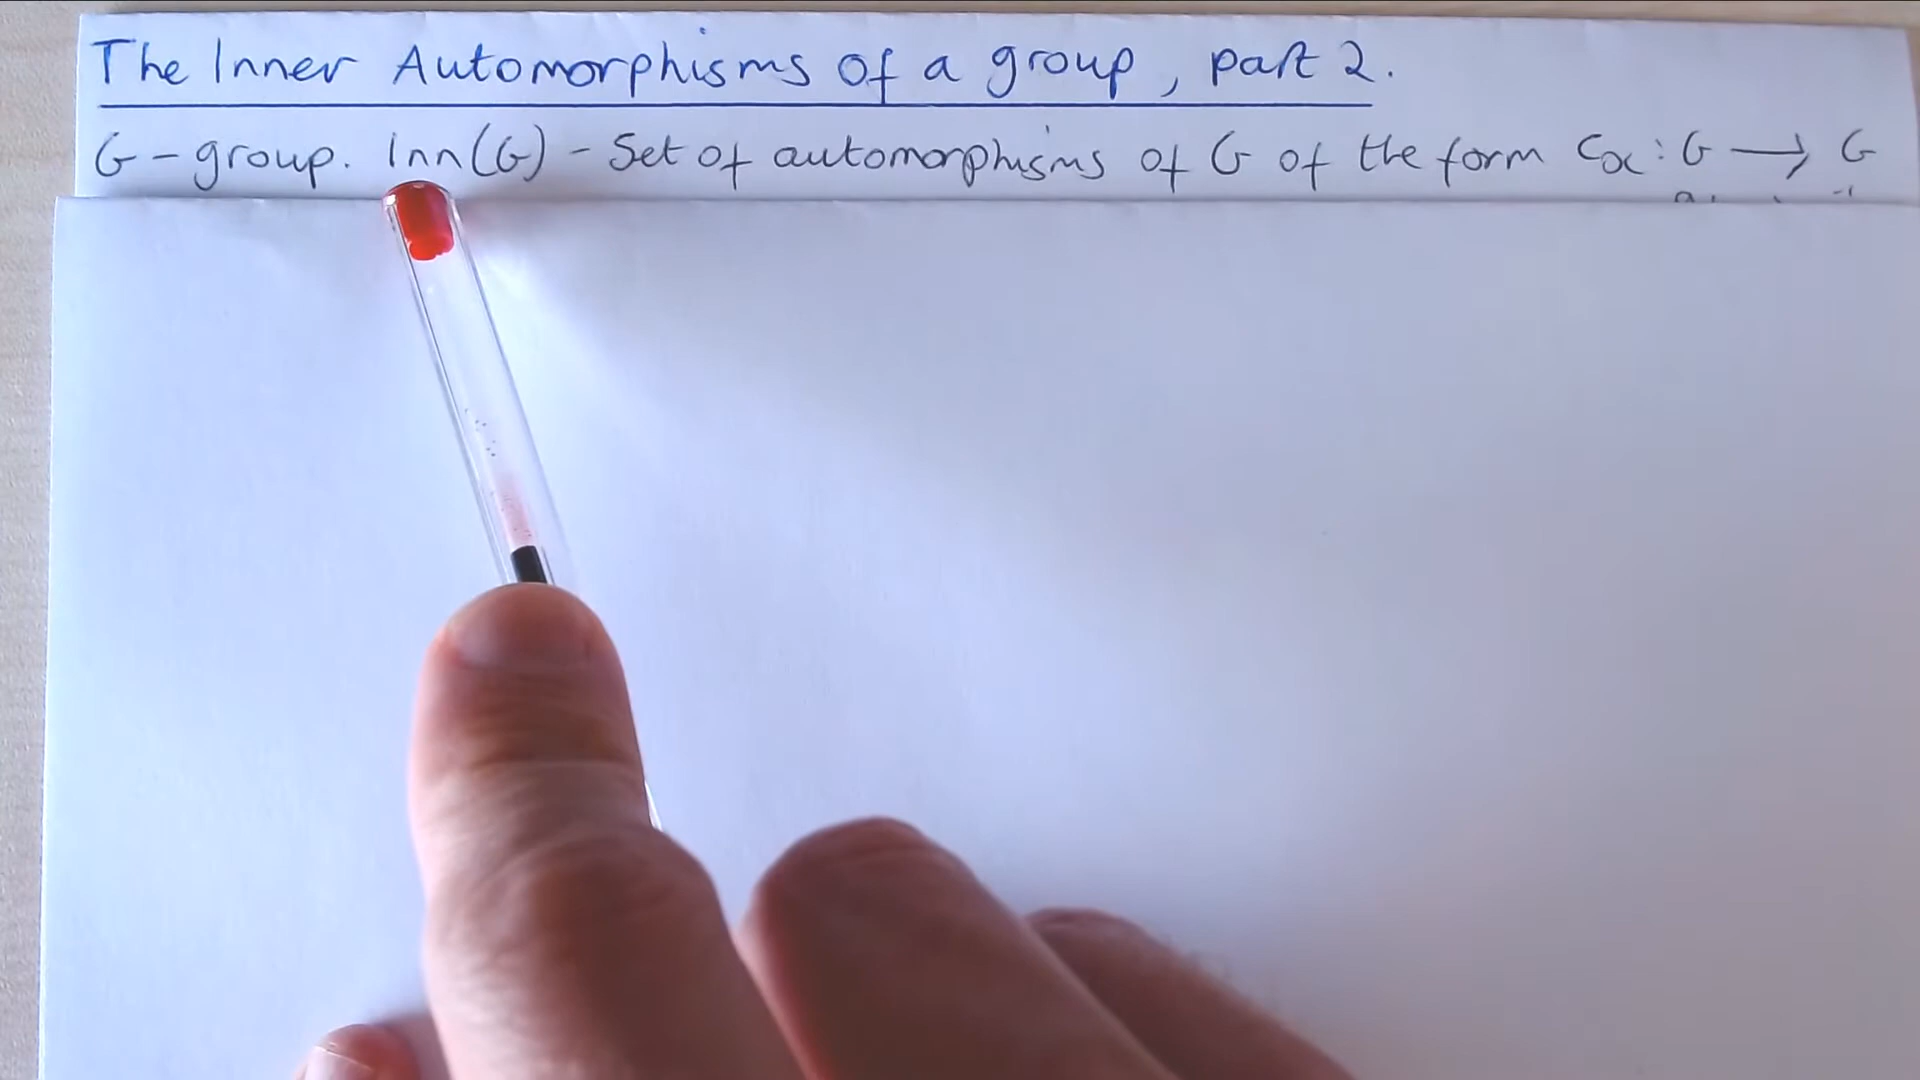 The Inner Automorphisms of a group, part 2.
G - group. Inn(G) - Set of automorphisms of G of the form Cx: G → G